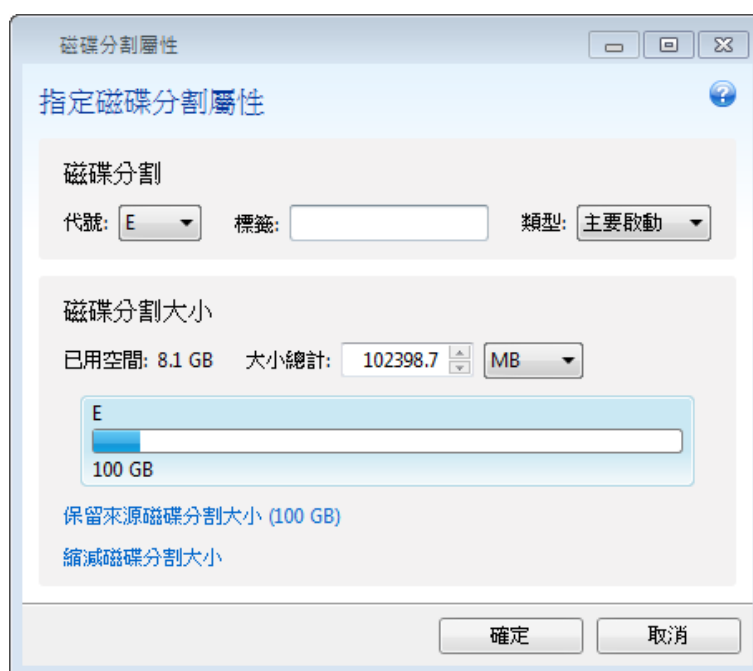 磁碟分割屬性
指定磁碟分割屬性
?
磁碟分割
代號: E 標籤: 類型: 主要啟動
磁碟分割大小
已用空間: 8.1 GB 大小總計: 102398.7 MB
E
100 GB
保留來源磁碟分割大小 (100 GB)
縮減磁碟分割大小
確定 取消